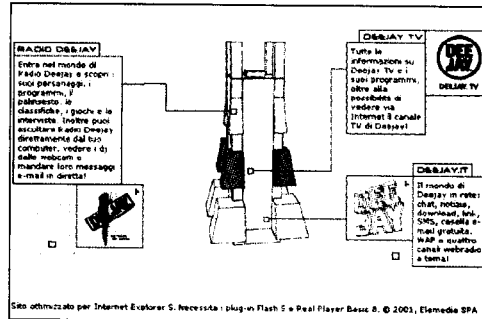 RADIO DEEJAY
Entra nel mondo di
Radio Deejay e scopri i
suoi personaggi, i
programmi, il
palinsesto, le
classifiche, i giochi e le
interviste. Inoltre puoi
ascoltare Radio Deejay
direttamente dal tuo
computer, vedere i dj
dalle webcam o
mandare loro messaggi
e-mail in diretta!
DEEJAY TV
Tutte le
informazioni su
Deejay TV e i
suoi programmi,
oltre alla
possibilità di
vedere via
Internet il canale
TV di Deejay!
DEE
JAY
DEEJAY.TV
DEEJAY.IT
Il mondo di
Deejay in rete:
chat, notizie,
download, link,
SMS, casella e-
mail gratuita,
WAP e quattro
canali webradio
a tema!
Sito ottimizzato per Internet Explorer 5. Necessita i plug-in Flash 5 e Real Player Basic 8. © 2001, Elemedia SPA